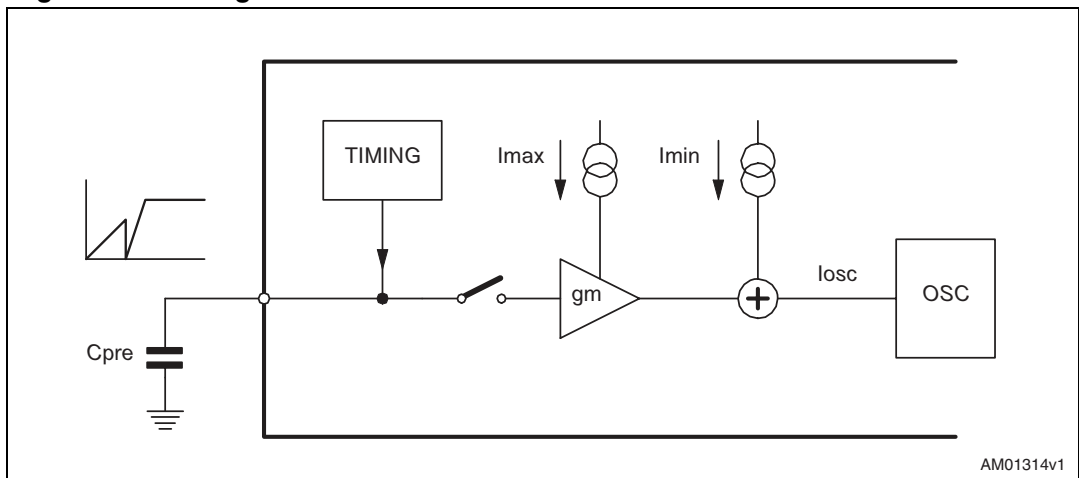 TIMING
Imax
Imin
gm
+
Iosc
OSC
Cpre
AM01314v1